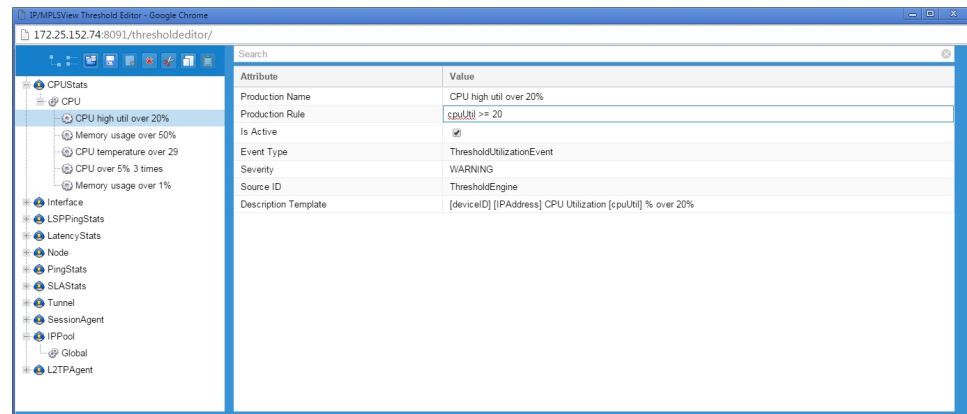 IP/MPLSView Threshold Editor - Google Chrome
172.25.152.74:8091/thresholdeditor/
Search
Attribute Value
Production Name CPU high util over 20%
Production Rule cpuUtil >= 20
Is Active
Event Type ThresholdUtilizationEvent
Severity WARNING
Source ID ThresholdEngine
Description Template [deviceID] [IPAddress] CPU Utilization [cpuUtil] % over 20%
CPUStats
CPU
CPU high util over 20%
Memory usage over 50%
CPU temperature over 29
CPU over 5% 3 times
Memory usage over 1%
Interface
LSPPingStats
LatencyStats
Node
PingStats
SLAStats
Tunnel
SessionAgent
IPPool
Global
L2TPAgent